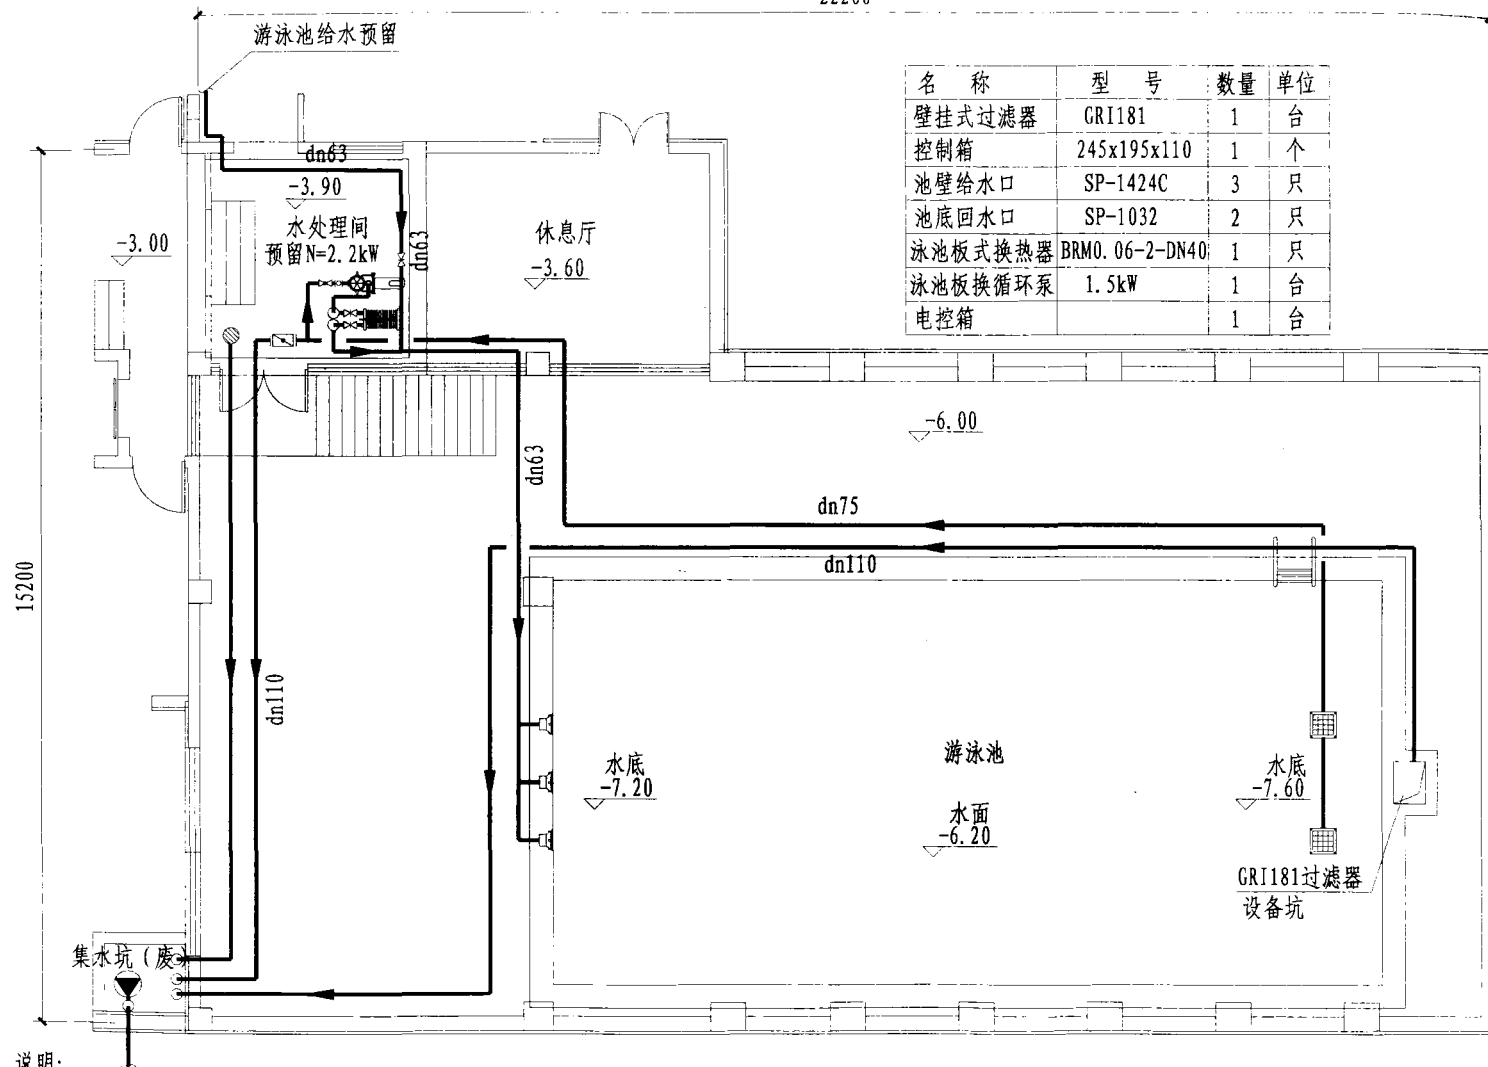 22200
游泳池给水预留
名 称 型 号 数量 单位
壁挂式过滤器 GRI181 1 台
控制箱 245x195x110 1 个
池壁给水口 SP-1424C 3 只
池底回水口 SP-1032 2 只
泳池板式换热器 BRM0.06-2-DN40 1 只
泳池板换循环泵 1.5kW 1 台
电控箱 1 台
dn63
-3.90
水处理间
预留N=2.2kW
dn63
休息厅
-3.60
-3.00
-6.00
dn63
dn75
dn110
15200
dn110
游泳池
水底
-7.20
水底
-7.60
水面
-6.20
GRI181过滤器
设备坑
集水坑(废)
说明: